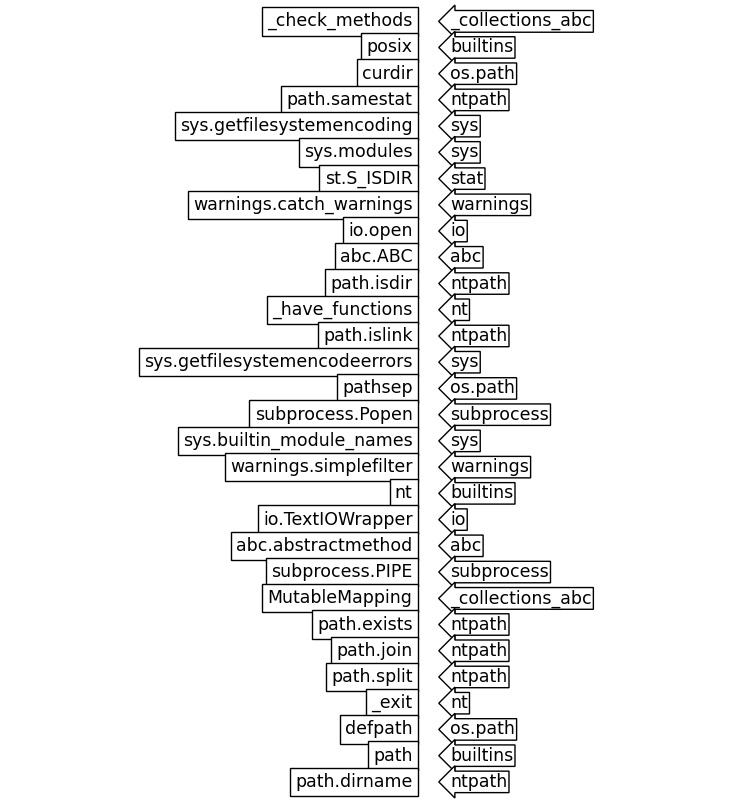 _check_methods _collections_abc
posix builtins
curdir os.path
path.samestat ntpath
sys.getfilesystemencoding sys
sys.modules sys
st.S_ISDIR stat
warnings.catch_warnings warnings
io.open io
abc.ABC abc
path.isdir ntpath
_have_functions nt
path.islink ntpath
sys.getfilesystemencodeerrors sys
pathsep os.path
subprocess.Popen subprocess
sys.builtin_module_names sys
warnings.simplefilter warnings
nt builtins
io.TextIOWrapper io
abc.abstractmethod abc
subprocess.PIPE subprocess
MutableMapping _collections_abc
path.exists ntpath
path.join ntpath
path.split ntpath
_exit nt
defpath os.path
path builtins
path.dirname ntpath